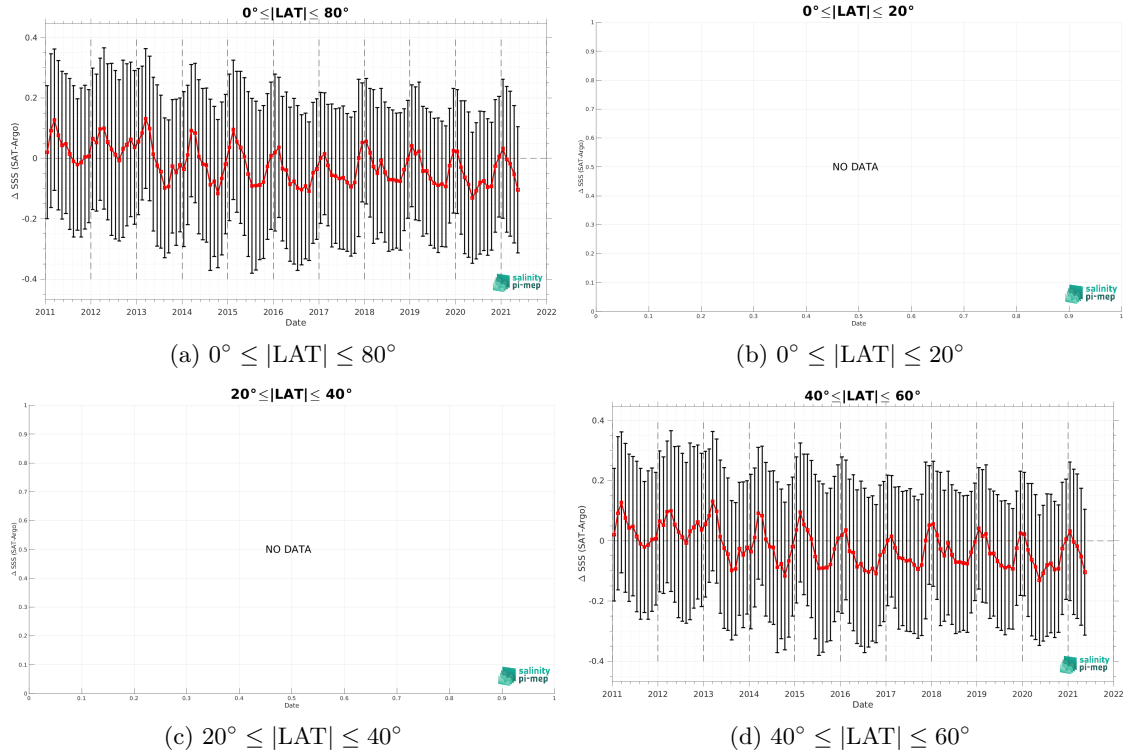 0°≤|LAT|≤ 80°
Δ SSS (SAT-Argo)
0.4
0.2
0
-0.2
-0.4
2011 2012 2013 2014 2015 2016 2017 2018 2019 2020 2021 2022
Date
salinity
pi-mep
(a) 0° ≤ |LAT| ≤ 80°
0°≤|LAT|≤ 20°
Δ SSS (SAT-Argo)
1
0.9
0.8
0.7
0.6
0.5
0.4
0.3
0.2
0.1
0
NO DATA
0 0.1 0.2 0.3 0.4 0.5 0.6 0.7 0.8 0.9 1
Date
salinity
pi-mep
(b) 0° ≤ |LAT| ≤ 20°
20°≤|LAT|≤ 40°
Δ SSS (SAT-Argo)
1
0.9
0.8
0.7
0.6
0.5
0.4
0.3
0.2
0.1
0
NO DATA
0 0.1 0.2 0.3 0.4 0.5 0.6 0.7 0.8 0.9 1
Date
salinity
pi-mep
(c) 20° ≤ |LAT| ≤ 40°
40°≤|LAT|≤ 60°
Δ SSS (SAT-Argo)
0.4
0.2
0
-0.2
-0.4
2011 2012 2013 2014 2015 2016 2017 2018 2019 2020 2021 2022
Date
salinity
pi-mep
(d) 40° ≤ |LAT| ≤ 60°